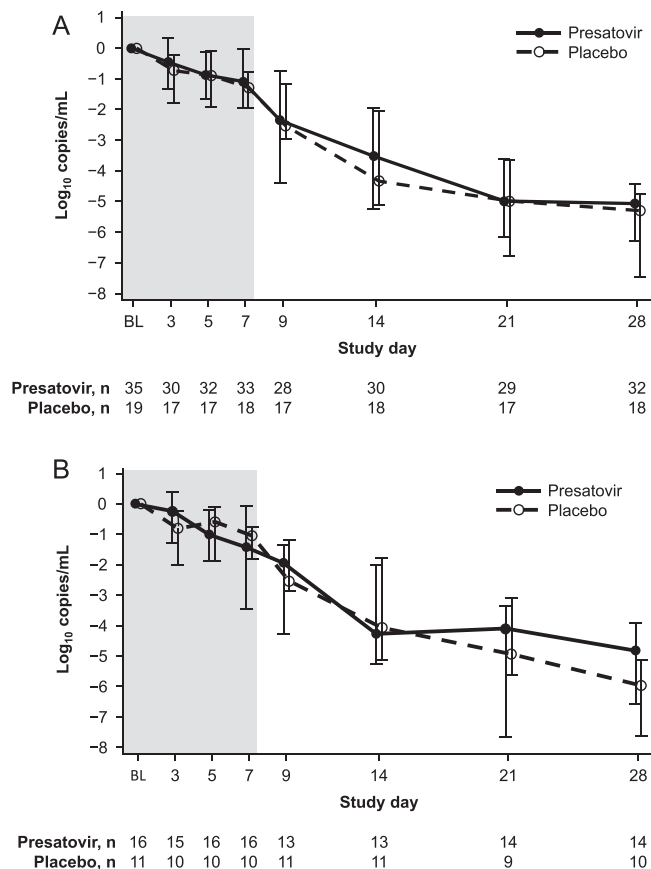 A
Presatovir
Placebo
Log10 copies/mL
1
0
−1
−2
−3
−4
−5
−6
−7
−8
BL 3 5 7 9 14 21 28
Study day
Presatovir, n 35 30 32 33 28 30 29 32
Placebo, n 19 17 17 18 17 18 17 18
B
Presatovir
Placebo
Log10 copies/mL
1
0
−1
−2
−3
−4
−5
−6
−7
−8
BL 3 5 7 9 14 21 28
Study day
Presatovir, n 16 15 16 16 13 13 14 14
Placebo, n 11 10 10 10 11 11 9 10